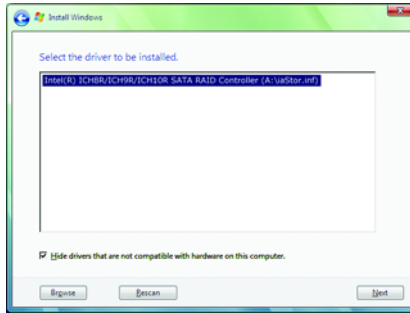 Install Windows
Select the driver to be installed.
Intel(R) ICH8R/ICH9R/ICH10R SATA RAID Controller (A:\iaStor.inf)
Hide drivers that are not compatible with hardware on this computer.
Browse
Rescan
Next